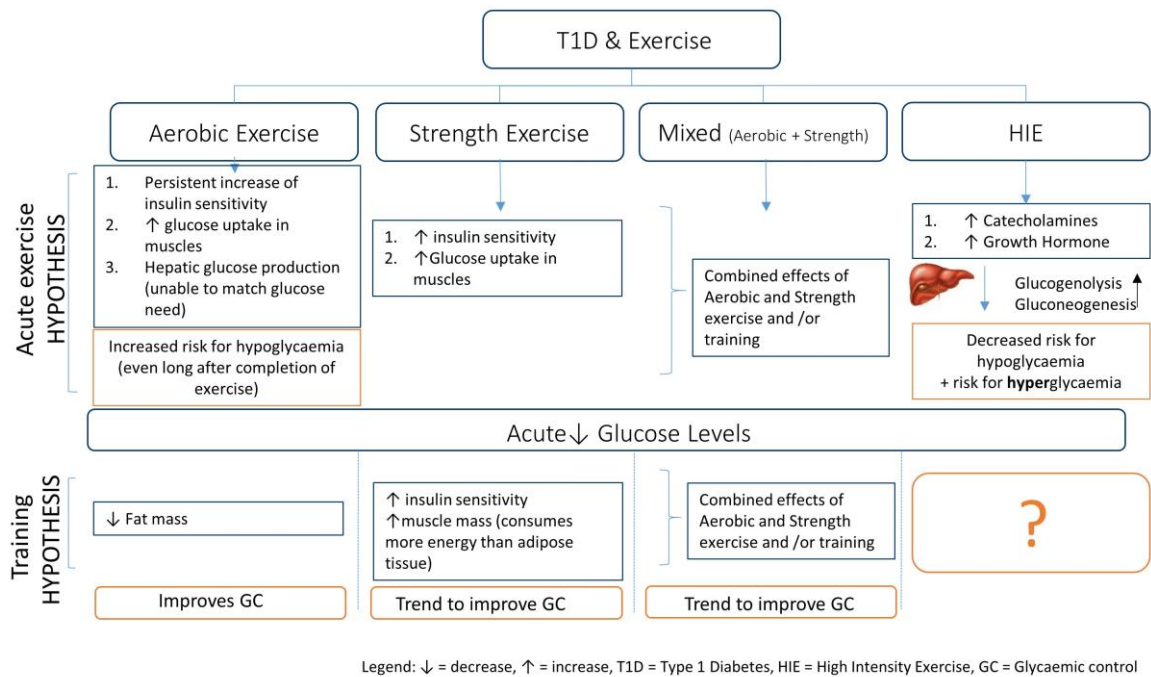 T1D & Exercise
Aerobic Exercise
Strength Exercise
Mixed (Aerobic + Strength)
HIE
Acute exercise
HYPOTHESIS
1. Persistent increase of
insulin sensitivity
2. ↑ glucose uptake in
muscles
3. Hepatic glucose production
(unable to match glucose
need)
Increased risk for hypoglycaemia
(even long after completion of
exercise)
1. ↑ insulin sensitivity
2. ↑Glucose uptake in
muscles
Combined effects of
Aerobic and Strength
exercise and /or
training
1. ↑ Catecholamines
2. ↑ Growth Hormone
Glucogenolysis
Gluconeogenesis
Decreased risk for
hypoglycaemia
+ risk for hyperglycaemia
Acute↓ Glucose Levels
Training
HYPOTHESIS
↓ Fat mass
Improves GC
↑ insulin sensitivity
↑muscle mass (consumes
more energy than adipose
tissue)
Trend to improve GC
Combined effects of
Aerobic and Strength
exercise and /or training
Trend to improve GC
?
Legend: ↓ = decrease, ↑ = increase, T1D = Type 1 Diabetes, HIE = High Intensity Exercise, GC = Glycaemic control